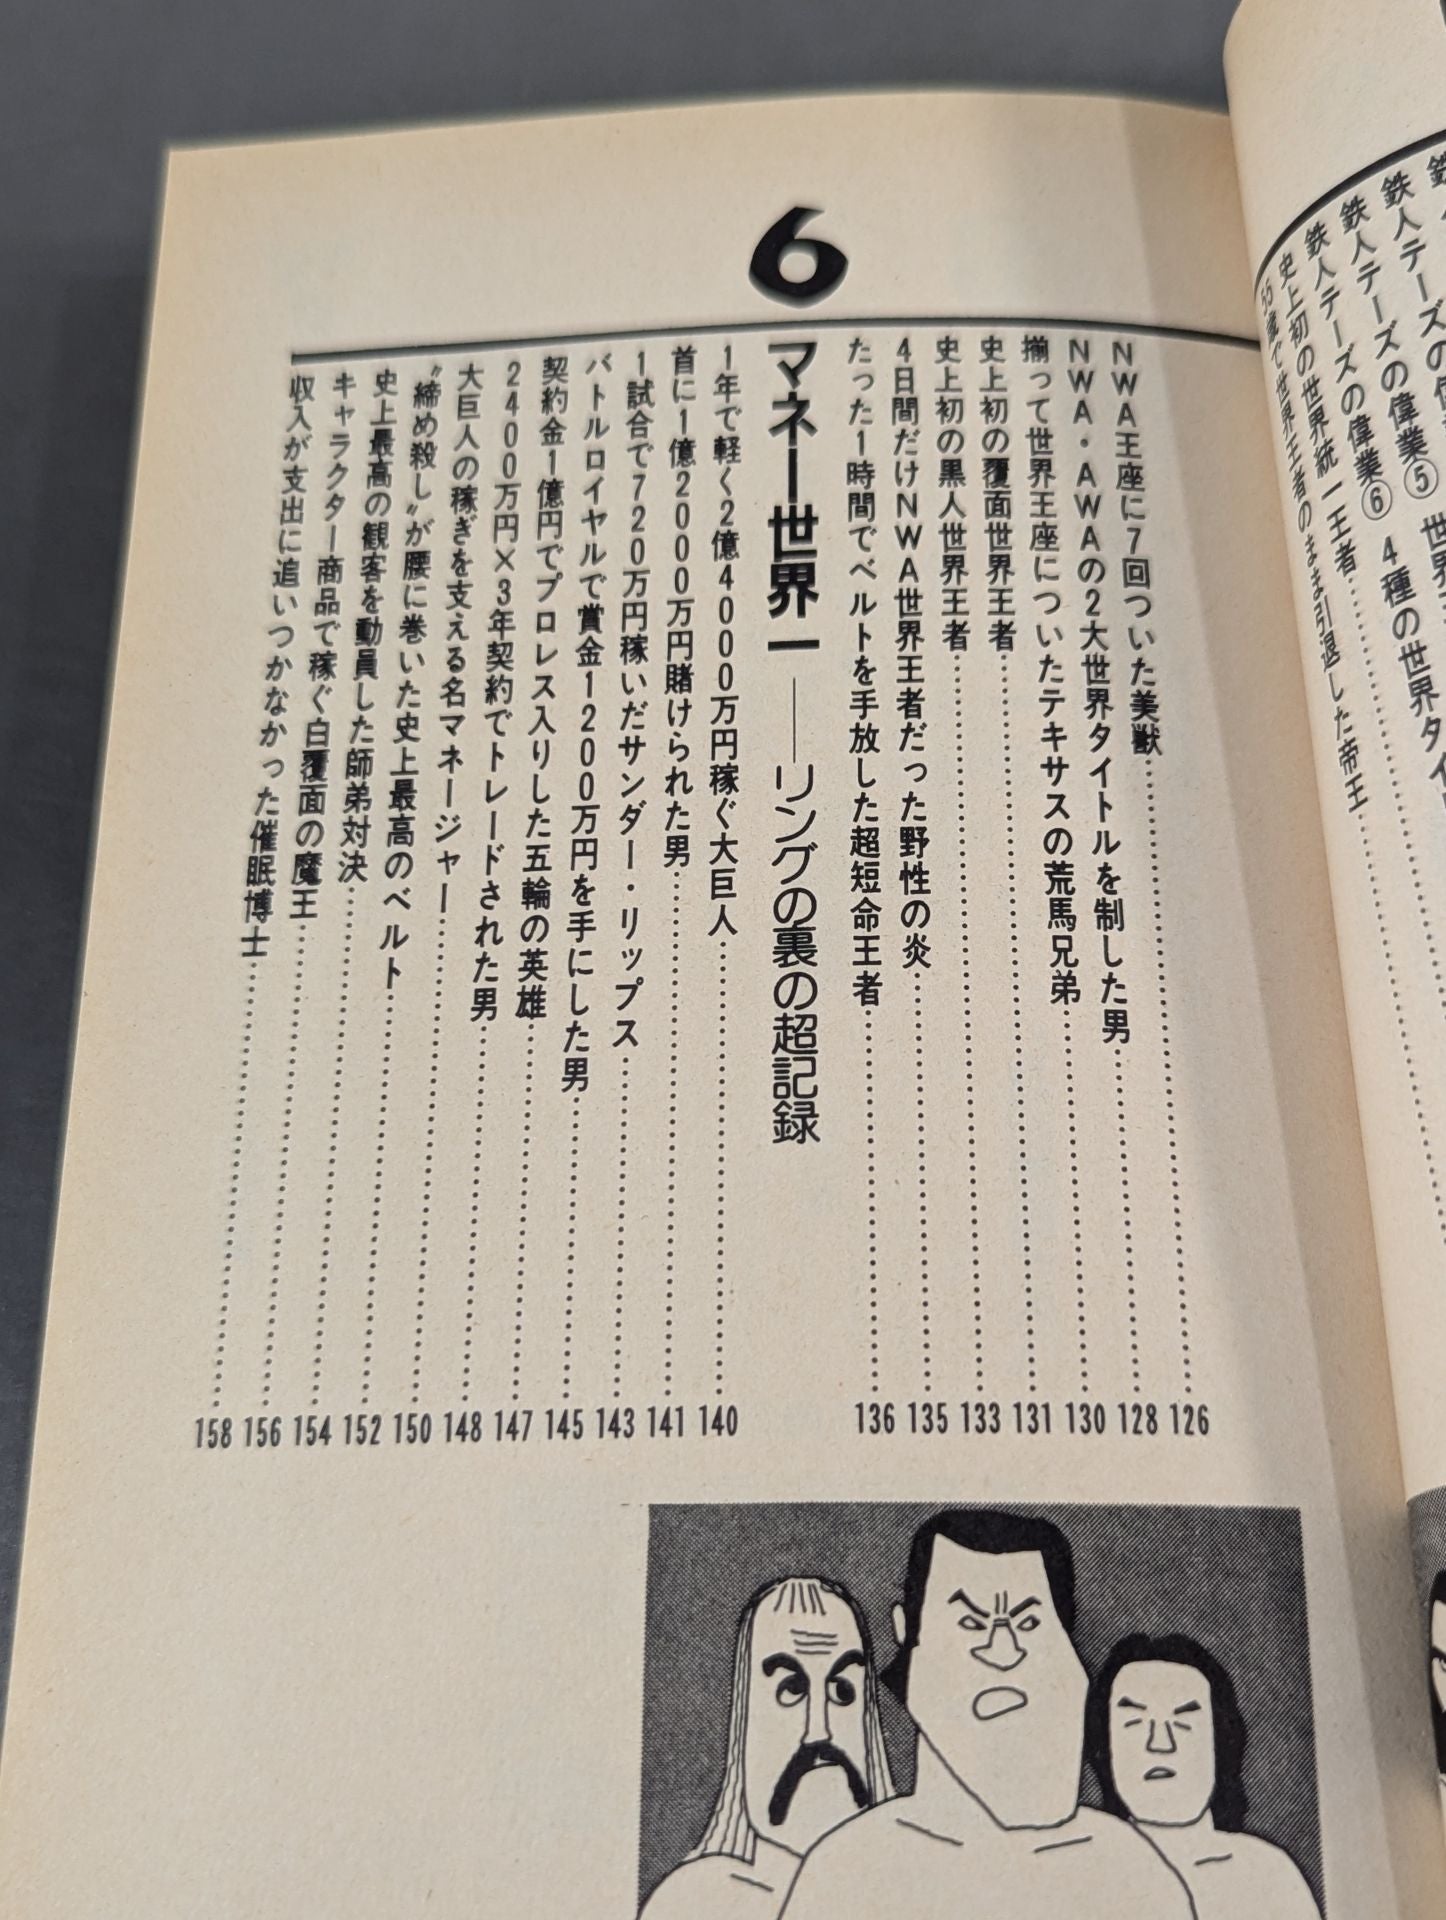 鉄人テーズの偉業⑤ 世界
鉄人テーズの偉業⑥ 4種の世界タイ
史上初の世界統一王者
55歳で世界王者のまま引退した帝王
NWA王座に7回ついた美獣 126
NWA・AWAの2大世界タイトルを制した男 128
揃って世界王座についたテキサスの荒馬兄弟 130
史上初の覆面世界王者 131
史上初の黒人世界王者 133
4日間だけNWA世界王者だった野性の炎 135
たった1時間でベルトを手放した超短命王者 136
6
マネー世界一──リングの裏の超記録
1年で軽く2億4000万円稼ぐ大巨人 140
首に1億2000万円賭けられた男 141
1試合で720万円稼いだサンダー・リップス 143
バトルロイヤルで賞金1200万円を手にした男 145
契約金1億円でプロレス入りした五輪の英雄 147
2400万円×3年契約でトレードされた男 148
大巨人の稼ぎを支える名マネージャー 150
〝締め殺し〟が腰に巻いた史上最高のベルト 152
史上最高の観客を動員した師弟対決 154
キャラクター商品で稼ぐ白覆面の魔王 156
収入が支出に追いつかなかった催眠博士 158